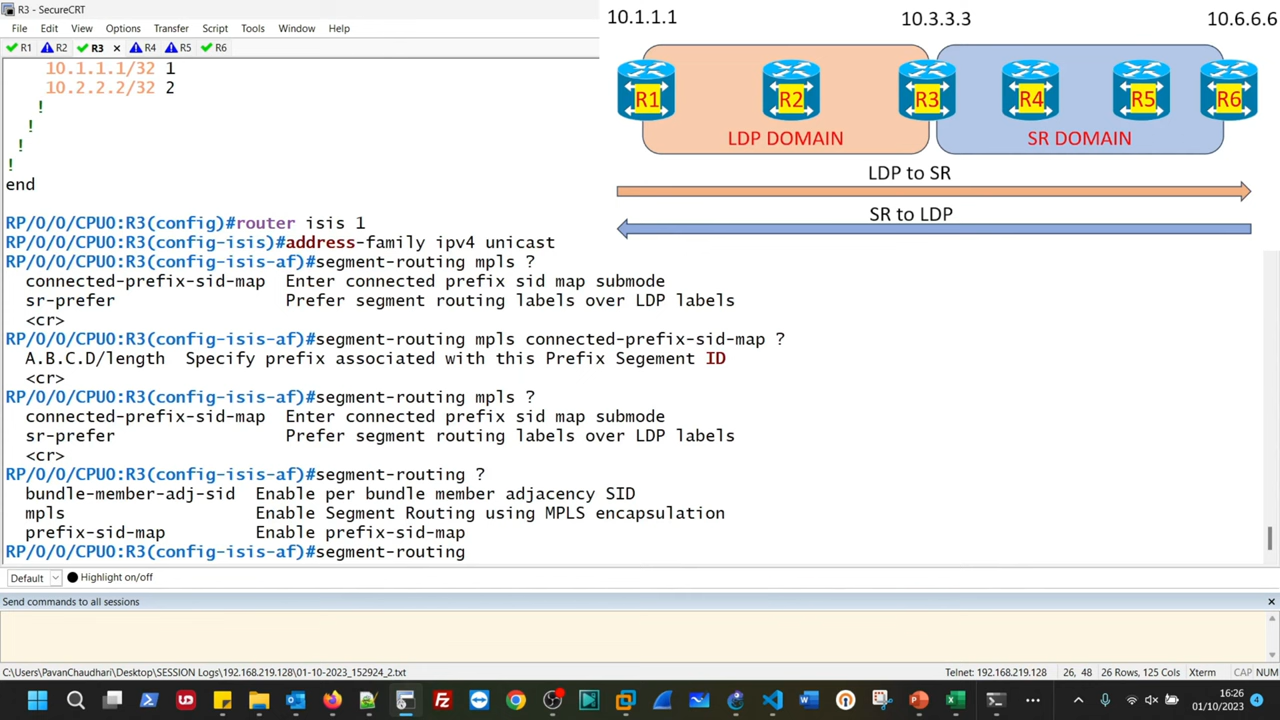 R3 - SecureCRT
File Edit View Options Transfer Script Tools Window Help
R1 R2 R3 × R4 R5 R6
10.1.1.1/32 1
10.2.2.2/32 2
!
!
!
!
end
RP/0/0/CPU0:R3(config)#router isis 1
RP/0/0/CPU0:R3(config-isis)#address-family ipv4 unicast
RP/0/0/CPU0:R3(config-isis-af)#segment-routing mpls ?
connected-prefix-sid-map Enter connected prefix sid map submode
sr-prefer Prefer segment routing labels over LDP labels
<cr>
RP/0/0/CPU0:R3(config-isis-af)#segment-routing mpls connected-prefix-sid-map ?
A.B.C.D/length Specify prefix associated with this Prefix Segement ID
<cr>
RP/0/0/CPU0:R3(config-isis-af)#segment-routing mpls ?
connected-prefix-sid-map Enter connected prefix sid map submode
sr-prefer Prefer segment routing labels over LDP labels
<cr>
RP/0/0/CPU0:R3(config-isis-af)#segment-routing ?
bundle-member-adj-sid Enable per bundle member adjacency SID
mpls Enable Segment Routing using MPLS encapsulation
prefix-sid-map Enable prefix-sid-map
RP/0/0/CPU0:R3(config-isis-af)#segment-routing
10.1.1.1 10.3.3.3 10.6.6.6
R1 R2 R3 R4 R5 R6
LDP DOMAIN SR DOMAIN
LDP to SR
SR to LDP
Default Highlight on/off
Send commands to all sessions
C:\Users\PavanChaudhari\Desktop\SESSION Logs\192.168.219.128\01-10-2023_152924_2.txt Telnet: 192.168.219.128 26, 48 26 Rows, 125 Cols Xterm CAP NUM
16:26
01/10/2023